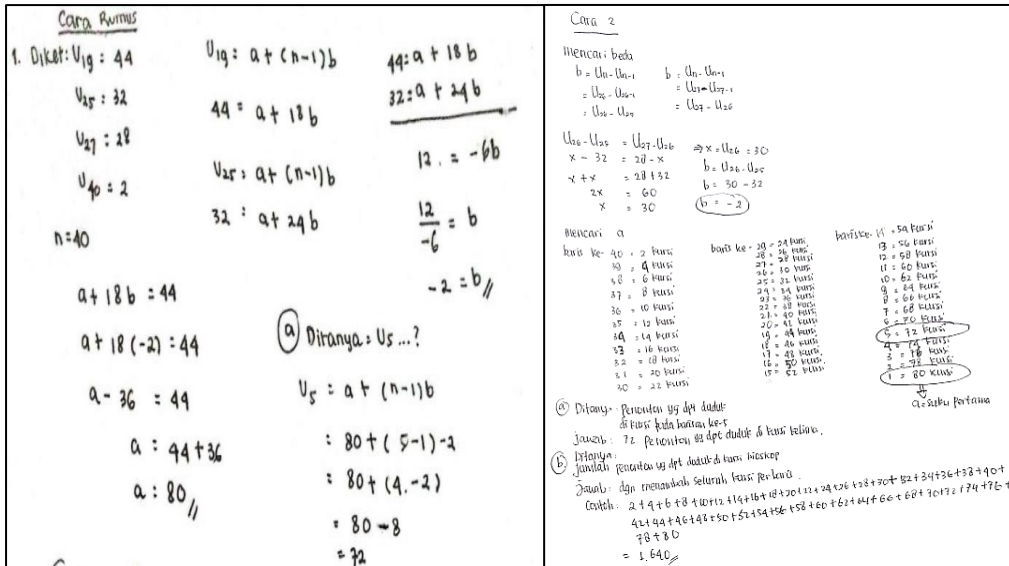 Cara Rumus
1. Diket: U19 = 44
U25 = 32
U27 = 28
U40 = 2
n=40
a+18b = 44
a+18(-2) = 44
a-36 = 44
a = 44+36
a = 80//
U19 = a+(n-1)b
44 = a+18b
U25 = a+(n-1)b
32 = a+24b
44 = a+18b
32 = a+24b
12 = -6b
12/-6 = b
-2 = b//
(a) Ditanya = U5 ...?
U5 = a+(n-1)b
= 80+(5-1)-2
= 80+(4.-2)
= 80-8
= 72
Cara 2
Mencari beda
b = Un - Un-1
= U26 - U26-1
= U26 - U25
b = Un - Un-1
= U27 - U27-1
= U27 - U26
U26 - U25 = U27 - U26
x - 32 = 28 - x
x + x = 28 + 32
2x = 60
x = 30
⇒ x = U26 = 30
b = U26 - U25
b = 30 - 32
b = -2
Mencari a
baris ke- 40 = 2 kursi
39 = 4 kursi
38 = 6 kursi
37 = 8 kursi
36 = 10 kursi
35 = 12 kursi
34 = 14 kursi
33 = 16 kursi
32 = 18 kursi
31 = 20 kursi
30 = 22 kursi
baris ke- 29 = 24 kursi
28 = 26 kursi
27 = 28 kursi
26 = 30 kursi
25 = 32 kursi
24 = 34 kursi
23 = 36 kursi
22 = 38 kursi
21 = 40 kursi
20 = 42 kursi
19 = 44 kursi
18 = 46 kursi
17 = 48 kursi
16 = 50 kursi
15 = 52 kursi
baris ke- 14 = 54 kursi
13 = 56 kursi
12 = 58 kursi
11 = 60 kursi
10 = 62 kursi
9 = 64 kursi
8 = 66 kursi
7 = 68 kursi
6 = 70 kursi
5 = 72 kursi
4 = 74 kursi
3 = 76 kursi
2 = 78 kursi
1 = 80 kursi
a = suku pertama
(a) Ditanya: Penonton yg dpt duduk
di kursi pada barisan ke-5
jawab: 72 penonton yg dpt duduk di kursi kelima.
(b) Ditanya:
jumlah penonton yg dpt duduk di kursi bioskop
Jawab: dgn menambah seluruh kursi per baris.
Contoh: 2+4+6+8+10+12+14+16+18+20+22+24+26+28+30+32+34+36+38+40+
42+44+46+48+50+52+54+56+58+60+62+64+66+68+70+72+74+76+
78+80
= 1.640//